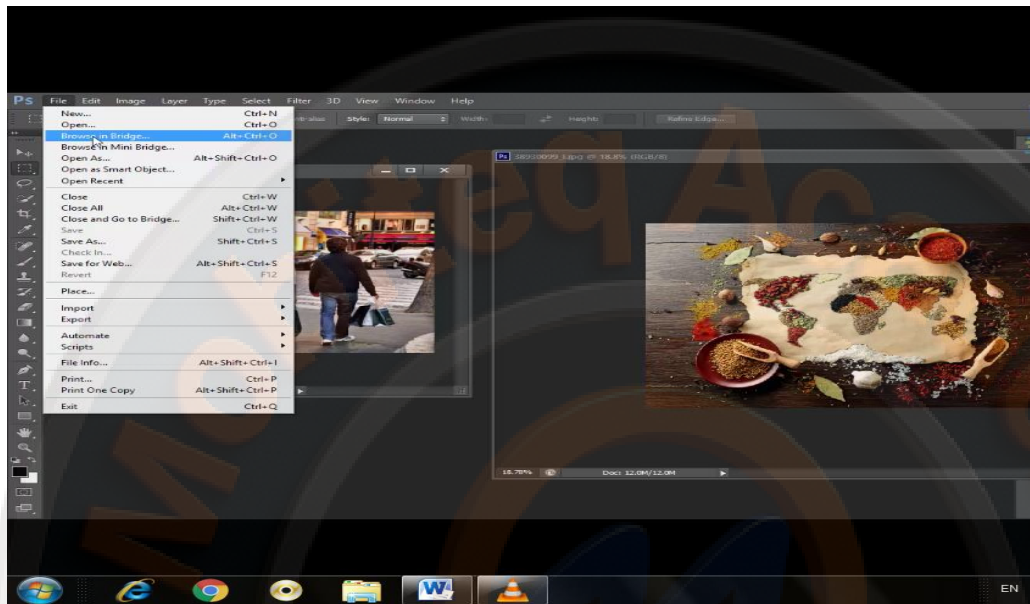 Ps File Edit Image Layer Type Select Filter 3D View Window Help
Style: Normal Width: Height: Refine Edge...
New... Ctrl+N
Open... Ctrl+O
Browse in Bridge... Alt+Ctrl+O
Browse in Mini Bridge...
Open As... Alt+Shift+Ctrl+O
Open as Smart Object...
Open Recent
Close Ctrl+W
Close All Alt+Ctrl+W
Close and Go to Bridge... Shift+Ctrl+W
Save Ctrl+S
Save As... Shift+Ctrl+S
Check In...
Save for Web... Alt+Shift+Ctrl+S
Revert F12
Place...
Import
Export
Automate
Scripts
File Info... Alt+Shift+Ctrl+I
Print... Ctrl+P
Print One Copy Alt+Shift+Ctrl+P
Exit Ctrl+Q
18.78% Doc: 12.0M/12.0M
EN